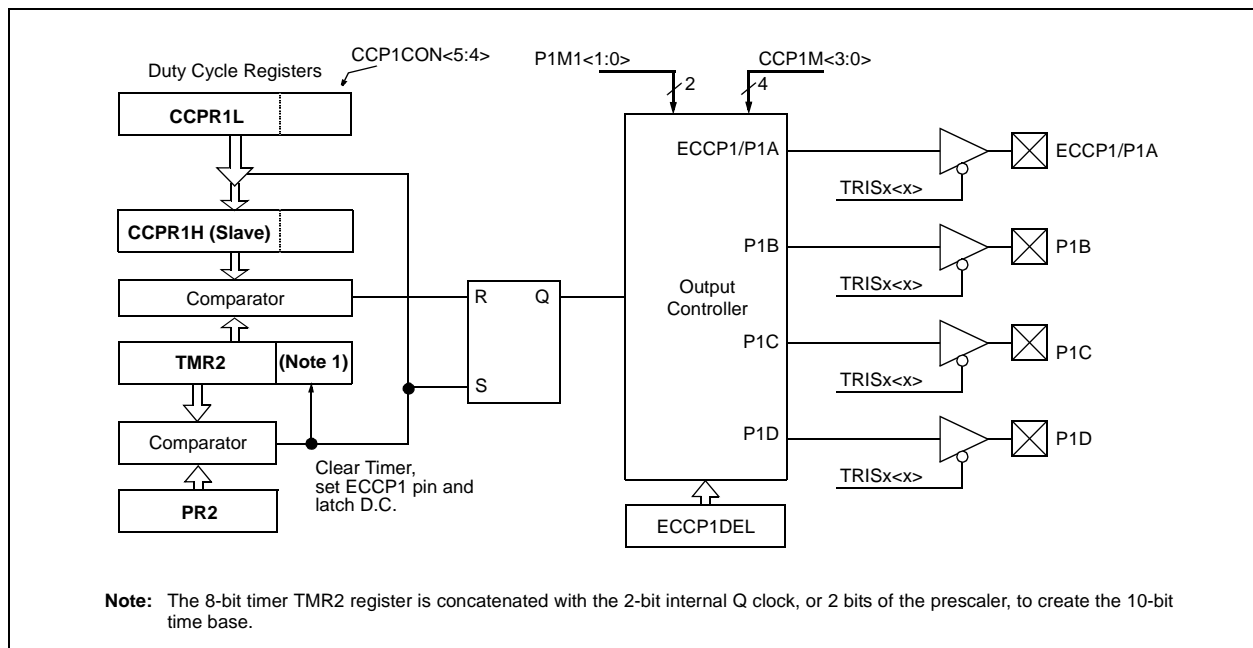 CCP1CON<5:4>
Duty Cycle Registers
CCPR1L
CCPR1H (Slave)
Comparator
TMR2
(Note 1)
Comparator
PR2
Clear Timer,
set ECCP1 pin and
latch D.C.
R
Q
S
P1M1<1:0>
2
CCP1M<3:0>
4
Output
Controller
ECCP1/P1A
P1B
P1C
P1D
ECCP1DEL
TRISx<x>
ECCP1/P1A
TRISx<x>
P1B
TRISx<x>
P1C
TRISx<x>
P1D
Note: The 8-bit timer TMR2 register is concatenated with the 2-bit internal Q clock, or 2 bits of the prescaler, to create the 10-bit
time base.